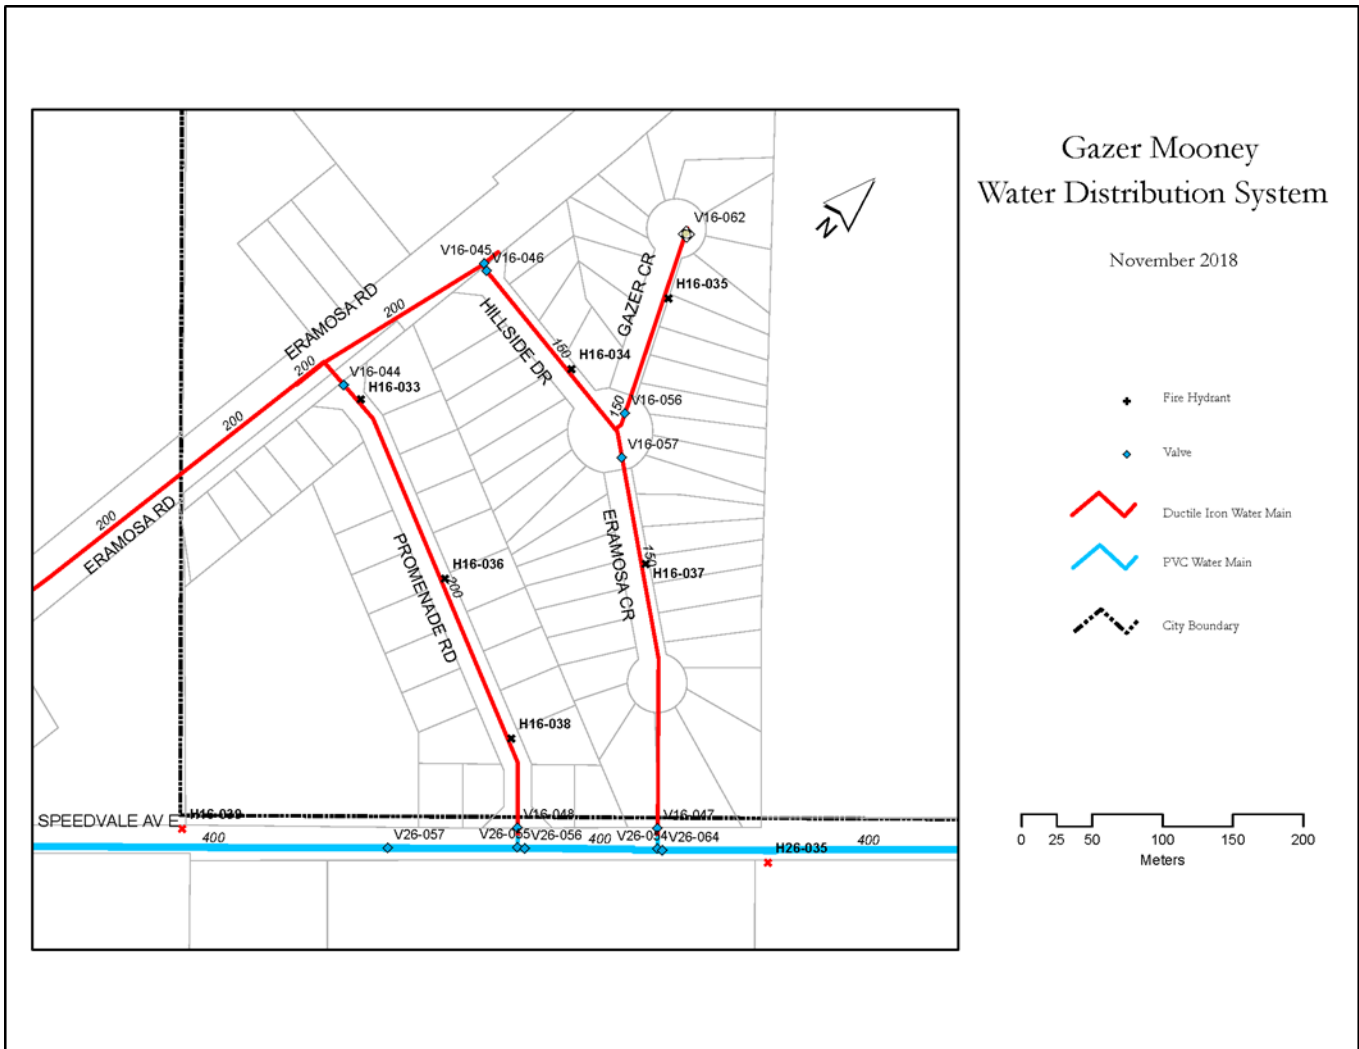 Gazer Mooney
Water Distribution System
November 2018
N
V16-062
V16-045
V16-046
H16-035
GAZER CR
ERAMOSA RD
200
HILLSIDE DR
150
H16-034
200
V16-044
H16-033
V16-056
150
200
V16-057
200
ERAMOSA RD
PROMENADE RD
H16-036
200
ERAMOSA CR
150
H16-037
H16-038
SPEEDVALE AV E
H16-039
V16-048
V16-047
400
V26-057
V26-055
V26-056
400
V26-054
V26-064
400
H26-035
Fire Hydrant
Valve
Ductile Iron Water Main
PVC Water Main
City Boundary
0 25 50 100 150 200
Meters